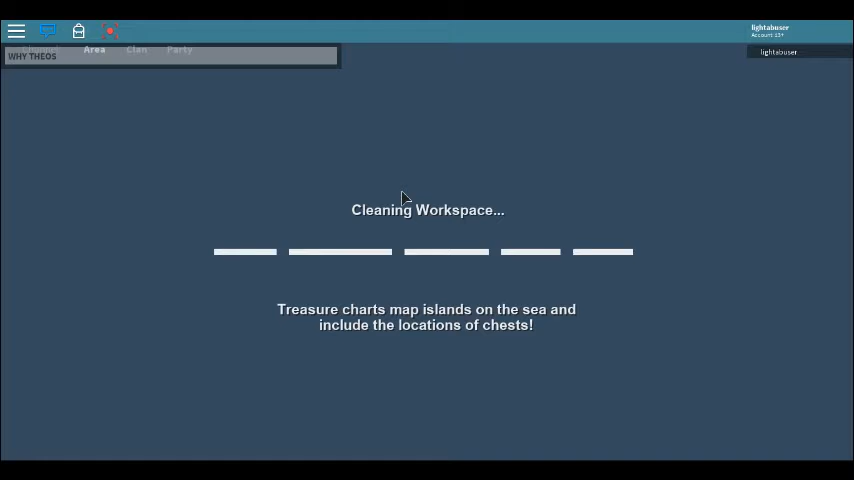 lightabuser
Account: 13+
Area Clan Party
WHY THEOS
lightabuser
Cleaning Workspace...
Treasure charts map islands on the sea and
include the locations of chests!